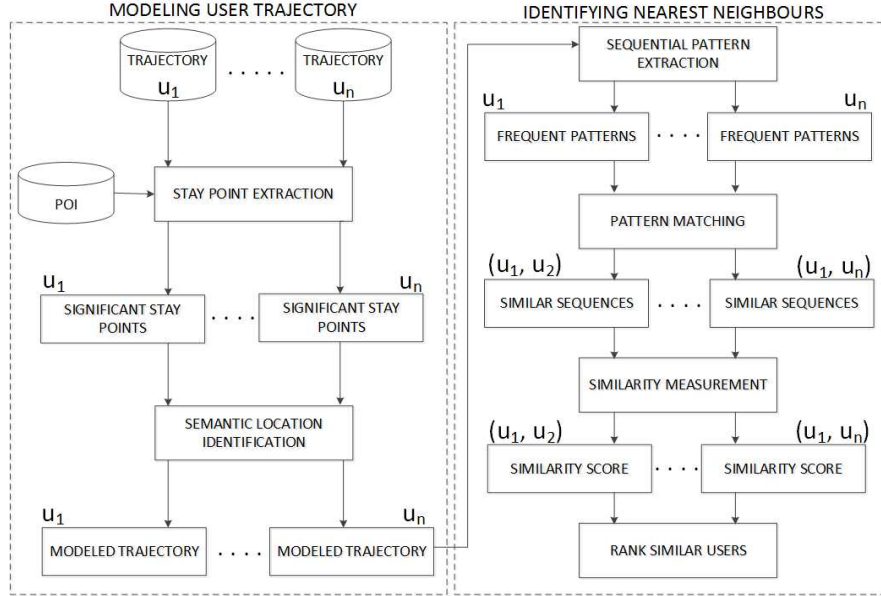 MODELING USER TRAJECTORY
TRAJECTORY
u1
. . . . .
TRAJECTORY
un
POI
STAY POINT EXTRACTION
u1
SIGNIFICANT STAY
POINTS
. . . .
un
SIGNIFICANT STAY
POINTS
SEMANTIC LOCATION
IDENTIFICATION
u1
MODELED TRAJECTORY
. . . .
un
MODELED TRAJECTORY
IDENTIFYING NEAREST NEIGHBOURS
SEQUENTIAL PATTERN
EXTRACTION
u1
FREQUENT PATTERNS
. . . .
un
FREQUENT PATTERNS
PATTERN MATCHING
(u1, u2)
SIMILAR SEQUENCES
. . . .
(u1, un)
SIMILAR SEQUENCES
SIMILARITY MEASUREMENT
(u1, u2)
SIMILARITY SCORE
. . . .
(u1, un)
SIMILARITY SCORE
RANK SIMILAR USERS